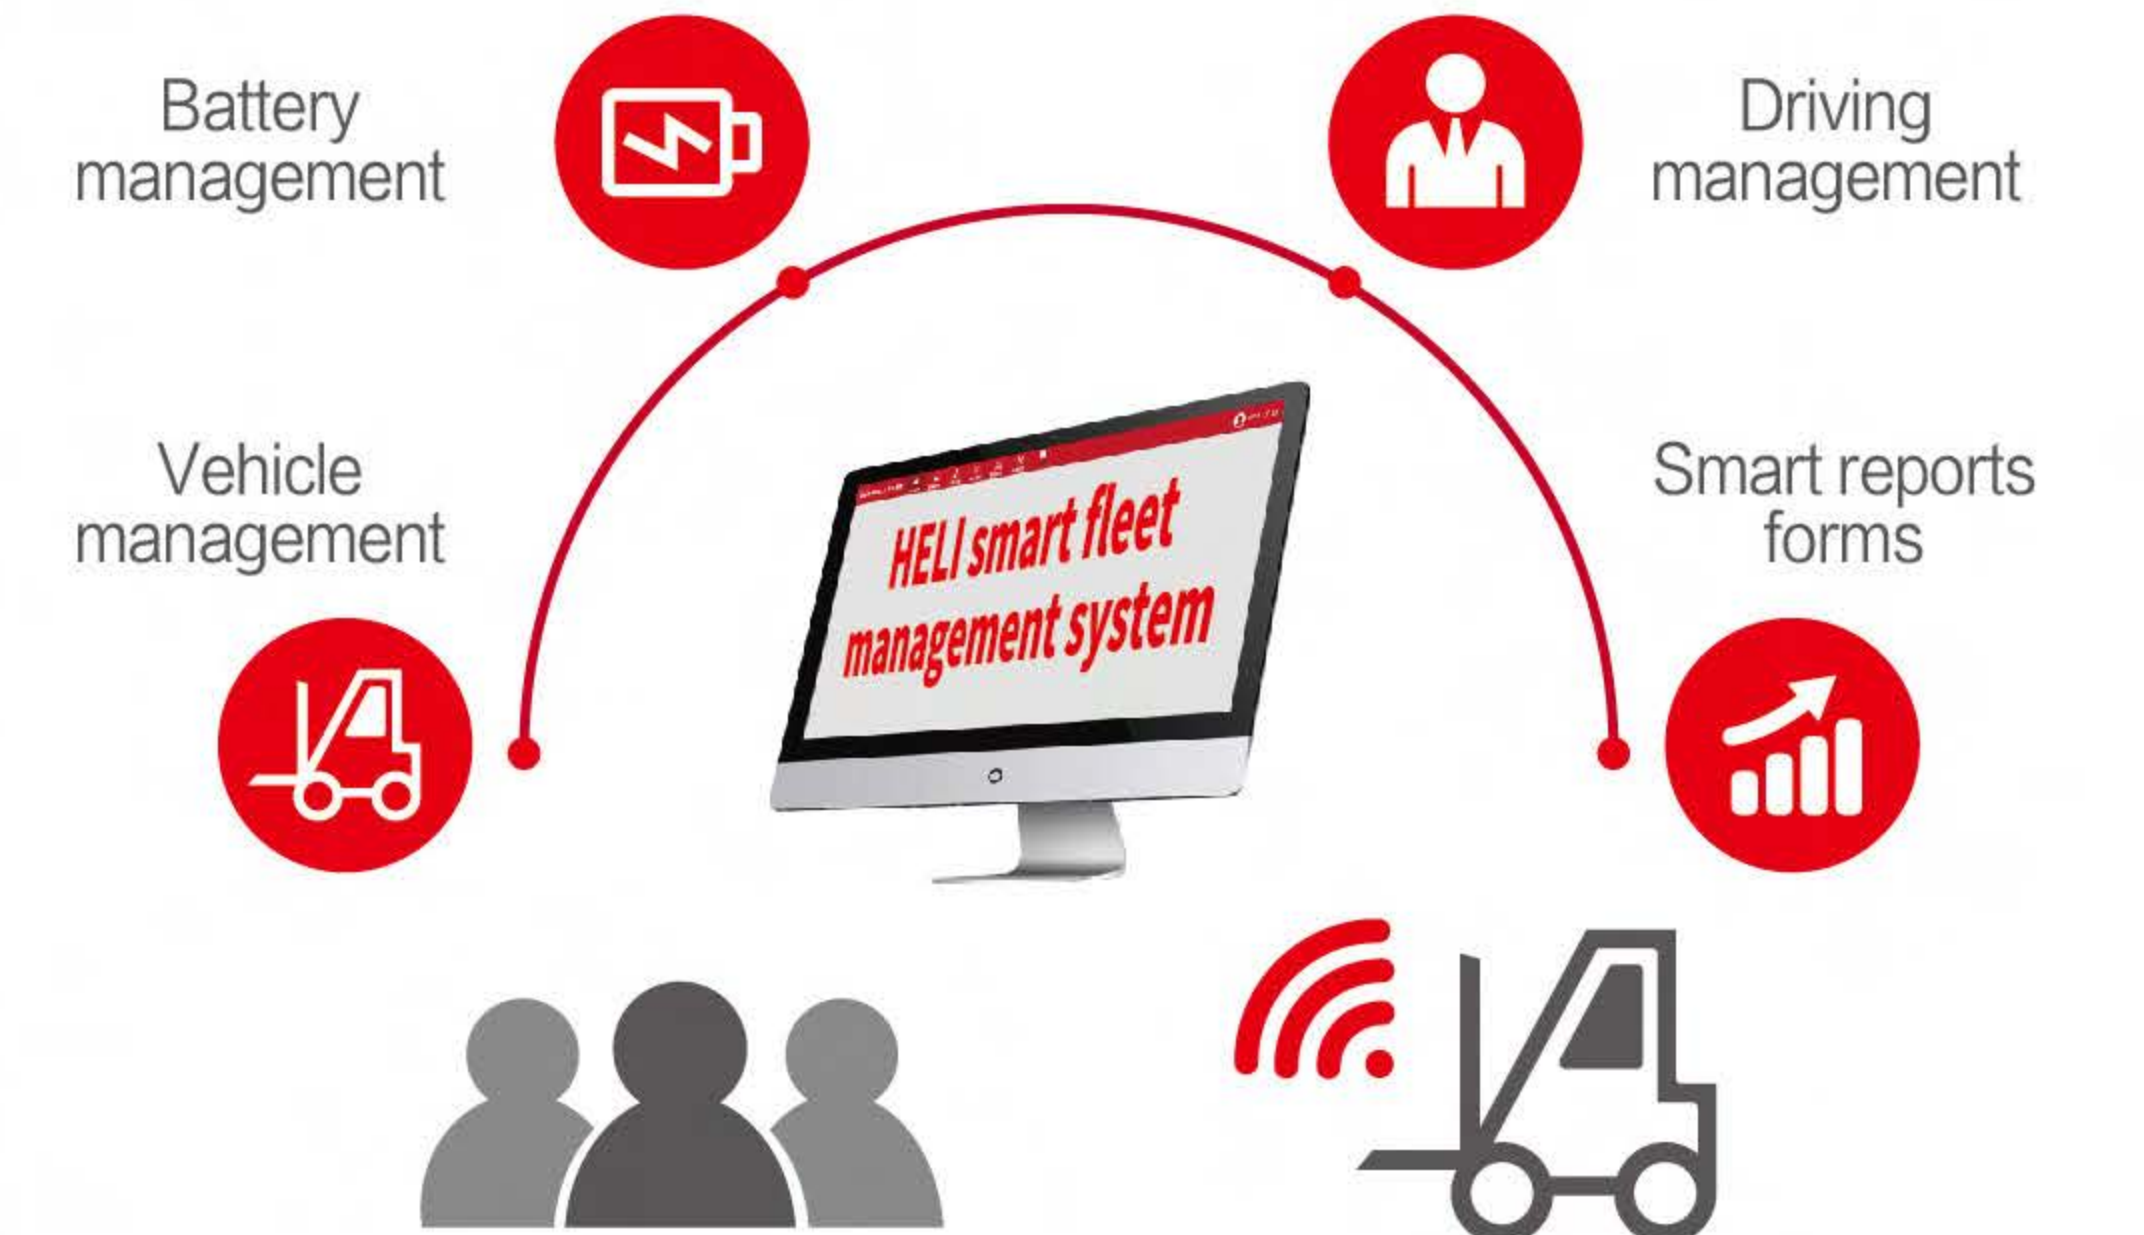 Battery
management
Driving
management
Vehicle
management
Smart reports
forms
HELI smart fleet
management system